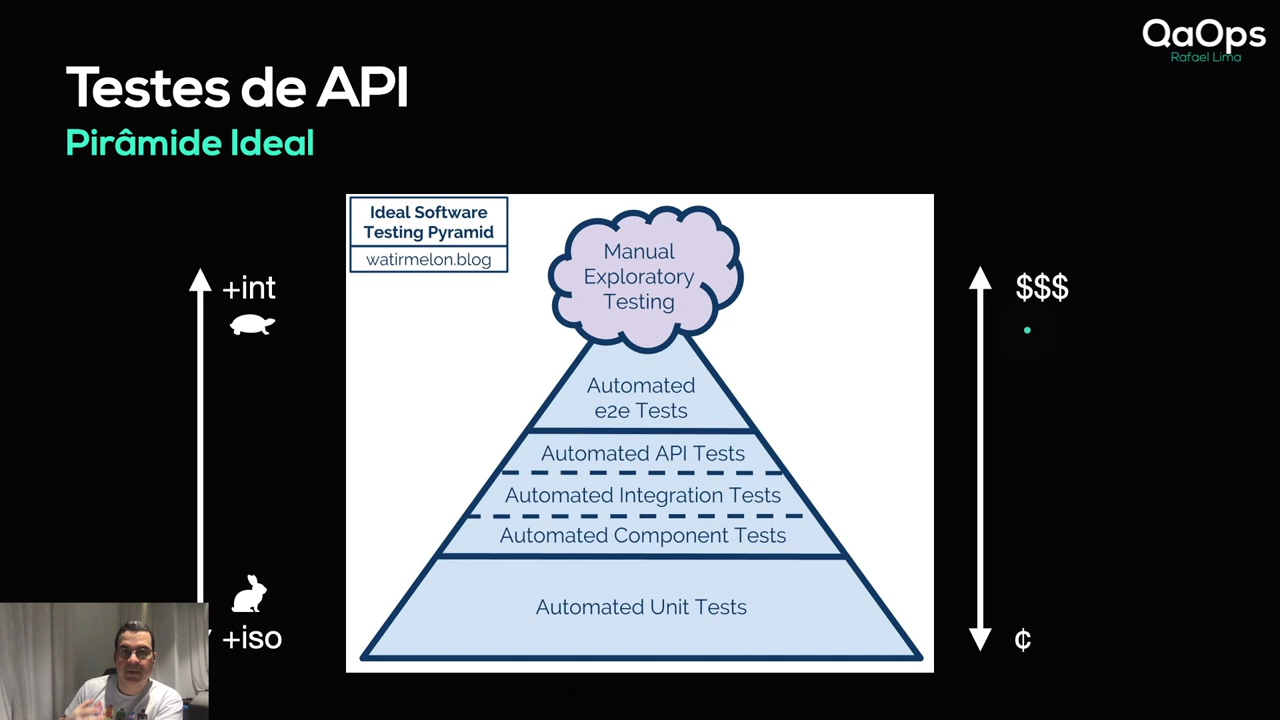 QaOps
Rafael Lima
Testes de API
Pirâmide Ideal
Ideal Software
Testing Pyramid
watirmelon.blog
Manual
Exploratory
Testing
+int
$$$
Automated
e2e Tests
Automated API Tests
Automated Integration Tests
Automated Component Tests
Automated Unit Tests
+iso
¢